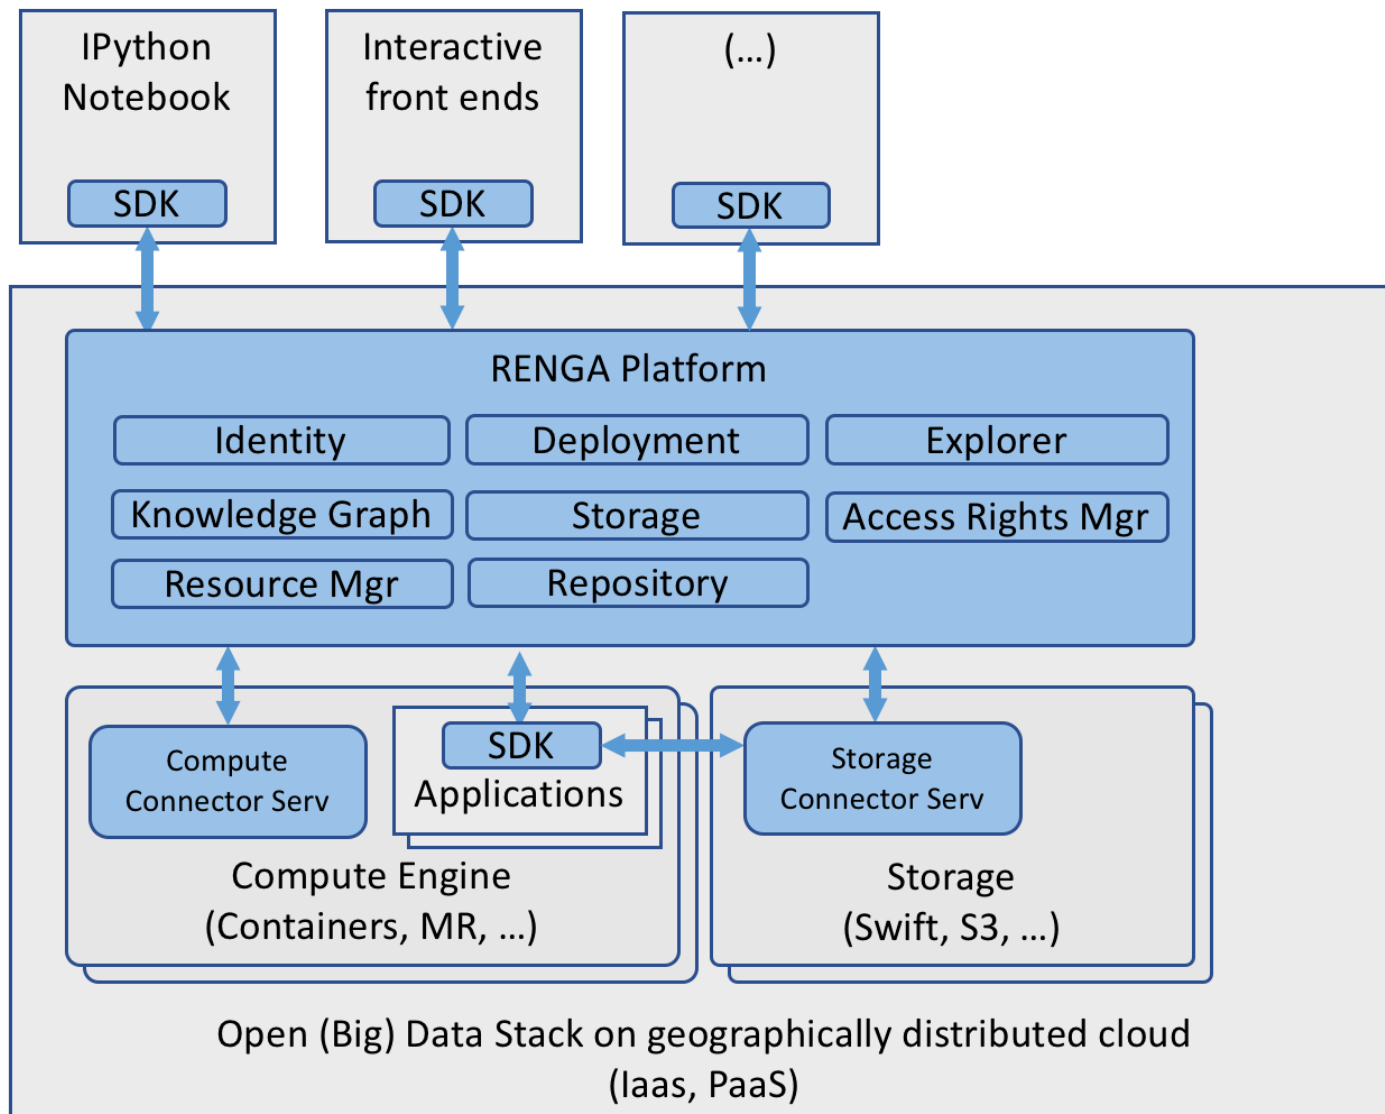 IPython
Notebook
SDK
Interactive
front ends
SDK
(...)
SDK
RENGA Platform
Identity
Deployment
Explorer
Knowledge Graph
Storage
Access Rights Mgr
Resource Mgr
Repository
Compute
Connector Serv
SDK
Applications
Compute Engine
(Containers, MR, ...)
Storage
Connector Serv
Storage
(Swift, S3, ...)
Open (Big) Data Stack on geographically distributed cloud
(Iaas, PaaS)